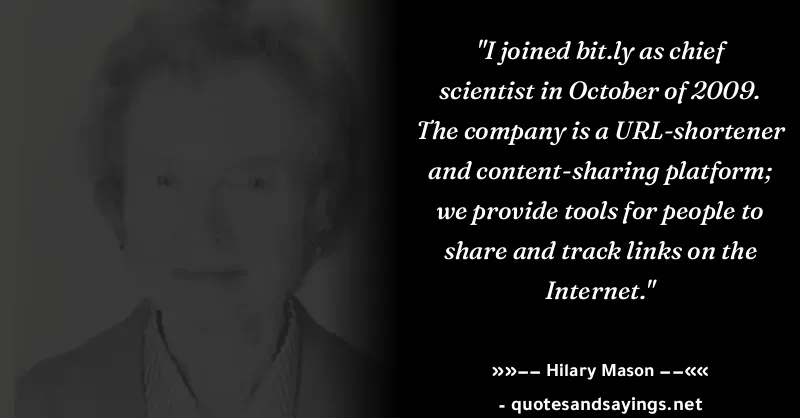 "I joined bit.ly as chief
scientist in October of 2009.
The company is a URL-shortener
and content-sharing platform;
we provide tools for people to
share and track links on the
Internet."
»»−− Hilary Mason −−««
- quotesandsayings.net